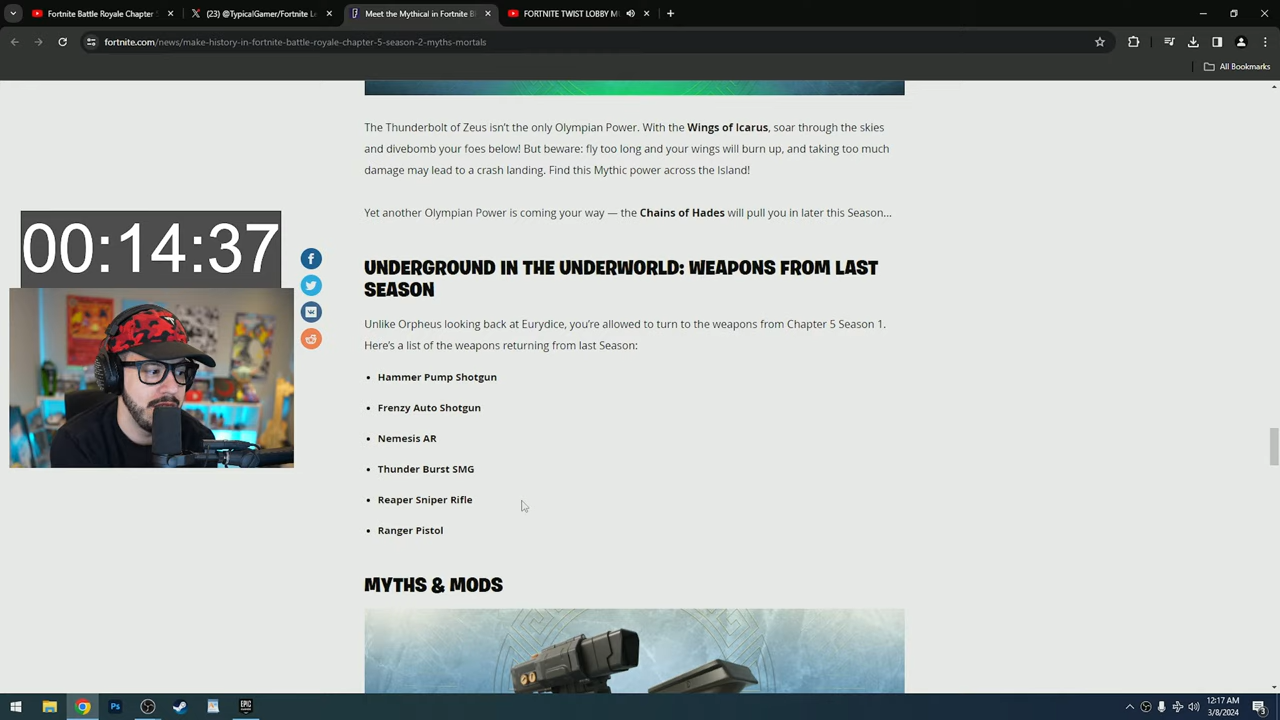 Fortnite Battle Royale Chapter 5
(23) @TypicalGamer/Fortnite Le
Meet the Mythical in Fortnite B
FORTNITE TWIST LOBBY M
fortnite.com/news/make-history-in-fortnite-battle-royale-chapter-5-season-2-myths-mortals
All Bookmarks
The Thunderbolt of Zeus isn't the only Olympian Power. With the Wings of Icarus, soar through the skies
and divebomb your foes below! But beware: fly too long and your wings will burn up, and taking too much
damage may lead to a crash landing. Find this Mythic power across the Island!
Yet another Olympian Power is coming your way — the Chains of Hades will pull you in later this Season...
00:14:37
UNDERGROUND IN THE UNDERWORLD: WEAPONS FROM LAST
SEASON
Unlike Orpheus looking back at Eurydice, you're allowed to turn to the weapons from Chapter 5 Season 1.
Here's a list of the weapons returning from last Season:
• Hammer Pump Shotgun
• Frenzy Auto Shotgun
• Nemesis AR
• Thunder Burst SMG
• Reaper Sniper Rifle
• Ranger Pistol
MYTHS & MODS
12:17 AM
3/8/2024